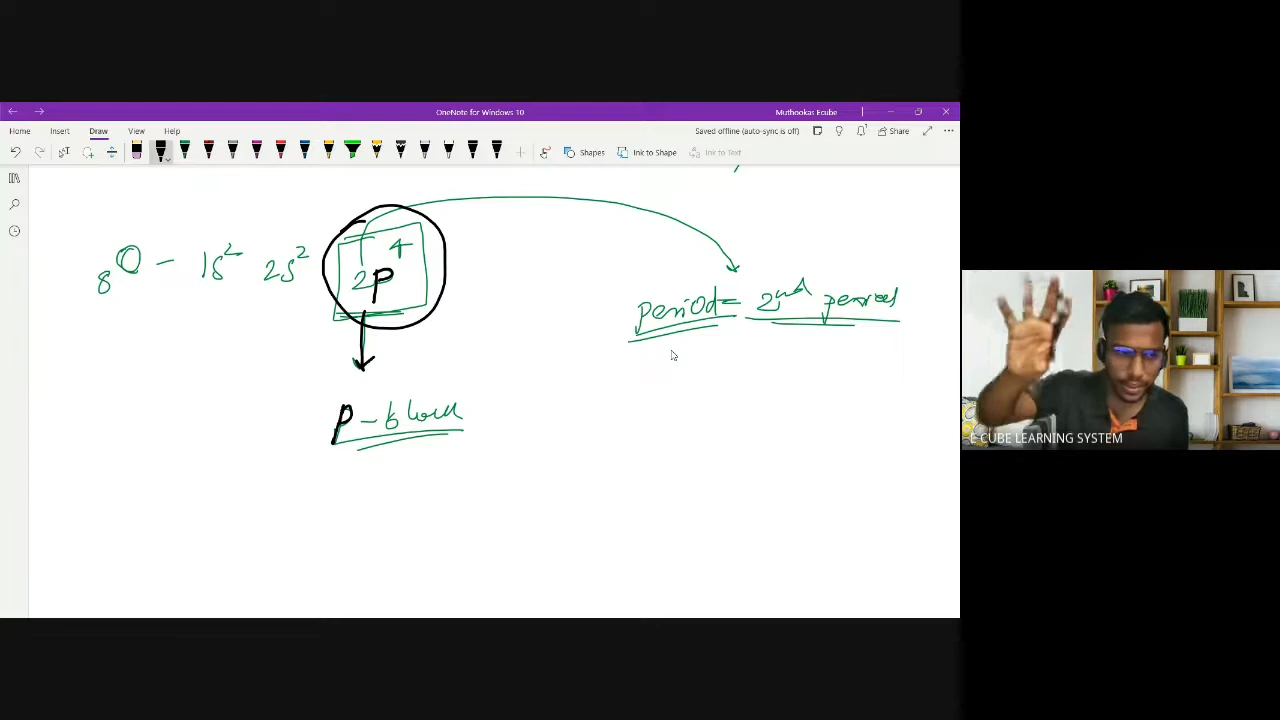 OneNote for Windows 10
Muthookas Ecube
Home Insert Draw View Help
Saved offline (auto-sync is off)
Share
Shapes
Ink to Shape
Ink to Text
8O - 1s² 2s² 2p⁴
Period = 2nd period
P - block
E CUBE LEARNING SYSTEM